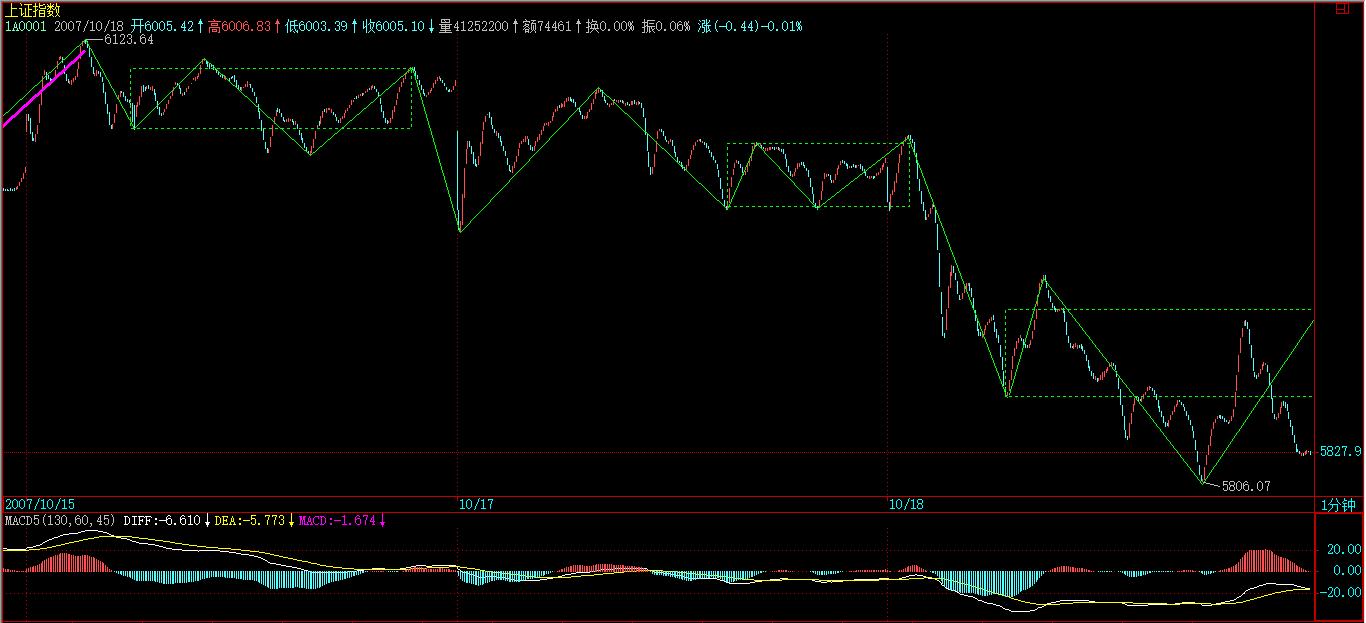 上证指数
1A0001 2007/10/18 开6005.42↑高6006.83↑低6003.39↑收6005.10↓量41252200↑额74461↑换0.00% 振0.06% 涨(-0.44)-0.01%
6123.64
5827.9
5806.07
2007/10/15 10/17 10/18 1分钟
MACD5(130,60,45) DIFF:-6.610↓DEA:-5.773↓MACD:-1.674↓
20.00
0.00
-20.00